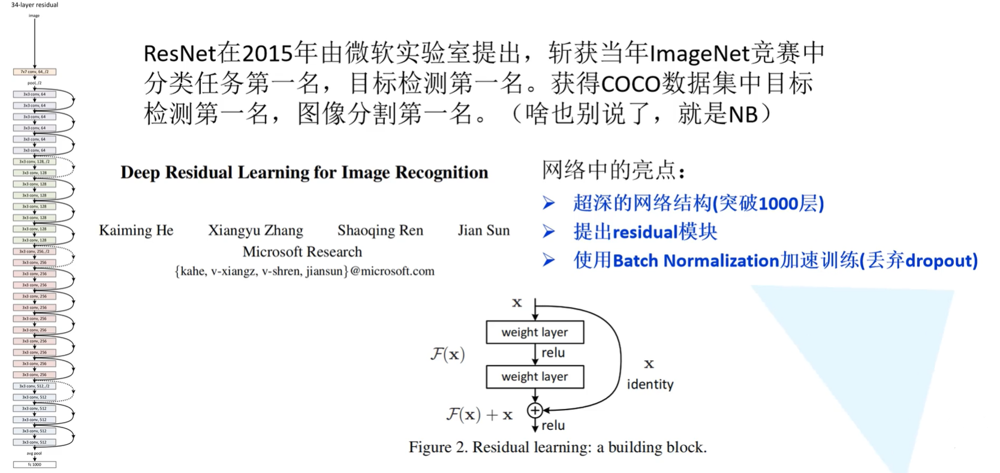 34-layer residual
image
7x7 conv, 64, /2
pool, /2
3x3 conv, 64
3x3 conv, 64
3x3 conv, 64
3x3 conv, 64
3x3 conv, 64
3x3 conv, 64
3x3 conv, 128, /2
3x3 conv, 128
3x3 conv, 128
3x3 conv, 128
3x3 conv, 128
3x3 conv, 128
3x3 conv, 128
3x3 conv, 128
3x3 conv, 256, /2
3x3 conv, 256
3x3 conv, 256
3x3 conv, 256
3x3 conv, 256
3x3 conv, 256
3x3 conv, 256
3x3 conv, 256
3x3 conv, 256
3x3 conv, 256
3x3 conv, 256
3x3 conv, 256
3x3 conv, 512, /2
3x3 conv, 512
3x3 conv, 512
3x3 conv, 512
3x3 conv, 512
3x3 conv, 512
avg pool
fc 1000
ResNet在2015年由微软实验室提出，斩获当年ImageNet竞赛中
分类任务第一名，目标检测第一名。获得COCO数据集中目标
检测第一名，图像分割第一名。（啥也别说了，就是NB）
Deep Residual Learning for Image Recognition
Kaiming He Xiangyu Zhang Shaoqing Ren Jian Sun
Microsoft Research
{kahe, v-xiangz, v-shren, jiansun}@microsoft.com
网络中的亮点：
➢ 超深的网络结构(突破1000层)
➢ 提出residual模块
➢ 使用Batch Normalization加速训练(丢弃dropout)
x
weight layer
F(x) relu
x
weight layer
identity
F(x) + x
relu
Figure 2. Residual learning: a building block.